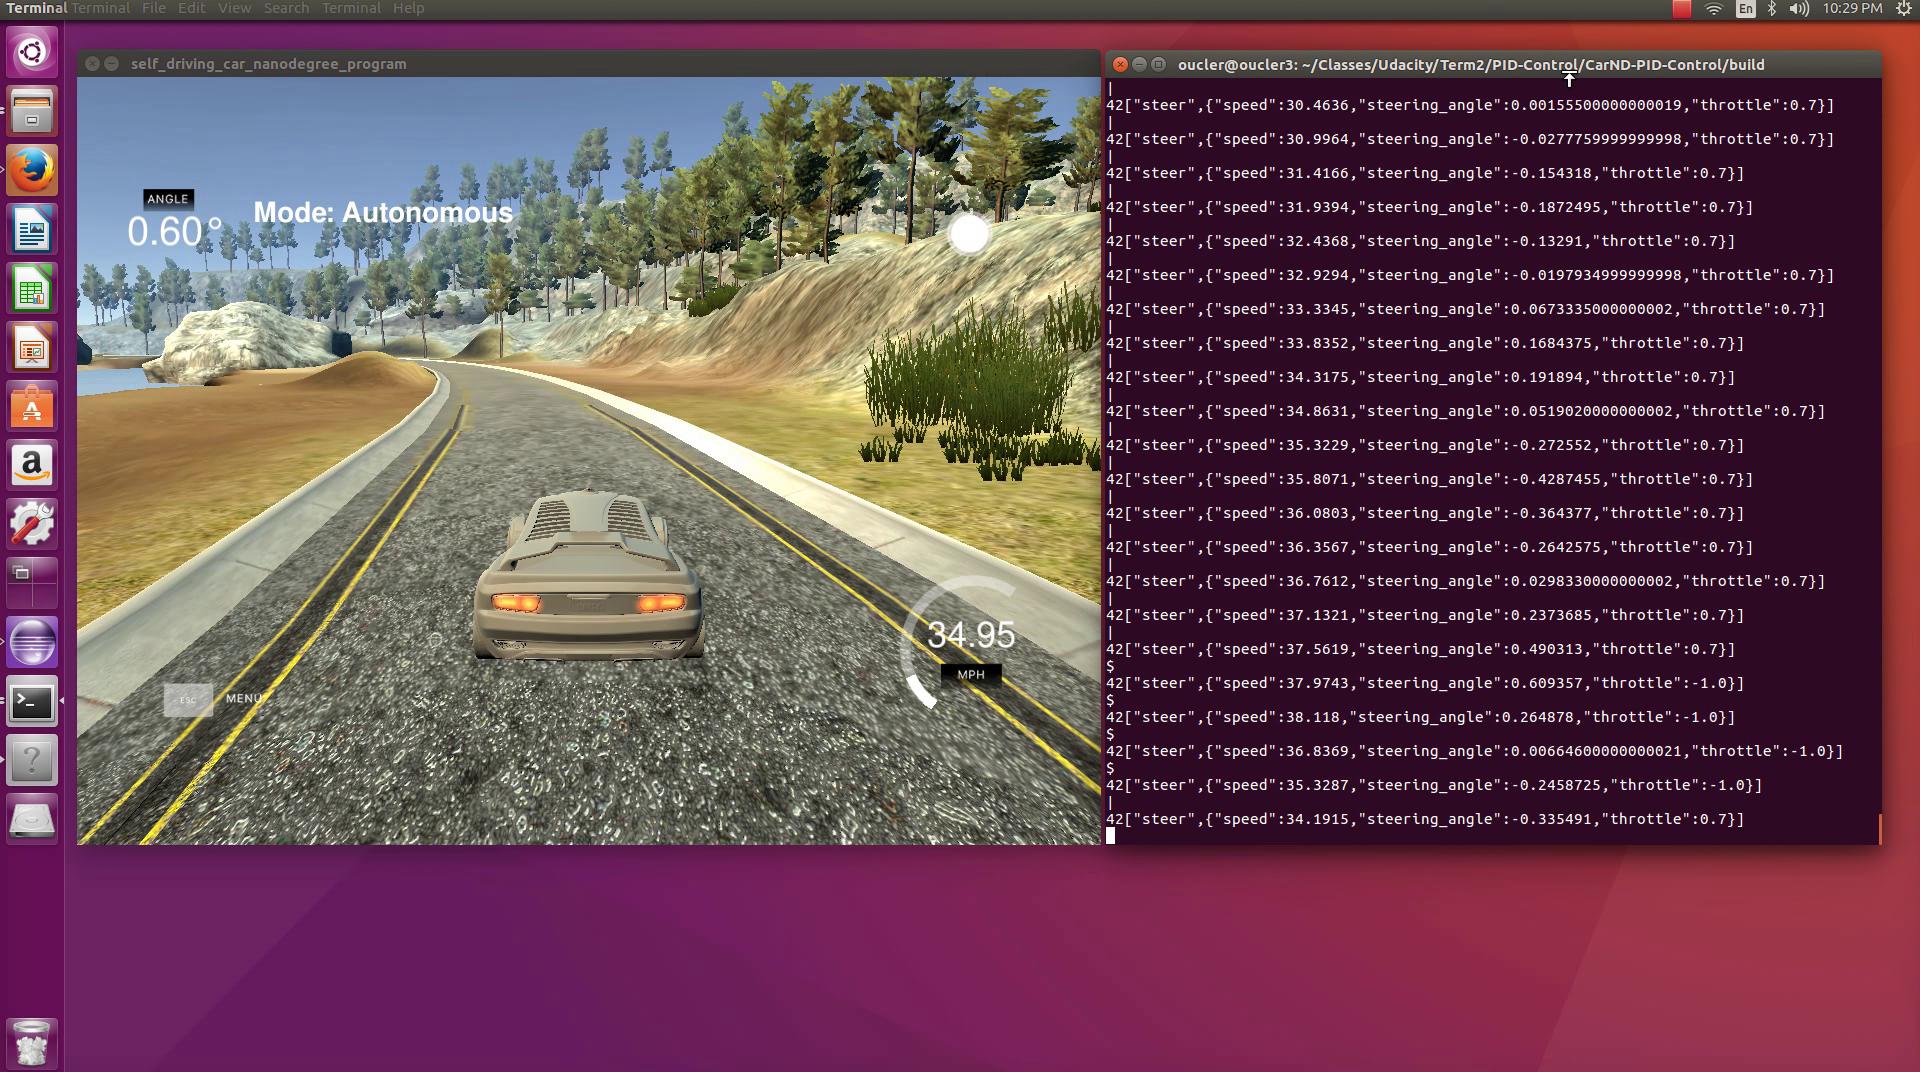 Terminal Terminal File Edit View Search Terminal Help
En 10:29 PM
self_driving_car_nanodegree_program
ANGLE
0.60°
Mode: Autonomous
34.95
MPH
ESC
MENU
a
?
oucler@oucler3: ~/Classes/Udacity/Term2/PID-Control/CarND-PID-Control/build
|
42["steer",{"speed":30.4636,"steering_angle":0.00155500000000019,"throttle":0.7}]
|
42["steer",{"speed":30.9964,"steering_angle":-0.0277759999999998,"throttle":0.7}]
|
42["steer",{"speed":31.4166,"steering_angle":-0.154318,"throttle":0.7}]
|
42["steer",{"speed":31.9394,"steering_angle":-0.1872495,"throttle":0.7}]
|
42["steer",{"speed":32.4368,"steering_angle":-0.13291,"throttle":0.7}]
|
42["steer",{"speed":32.9294,"steering_angle":-0.0197934999999998,"throttle":0.7}]
|
42["steer",{"speed":33.3345,"steering_angle":0.0673335000000002,"throttle":0.7}]
|
42["steer",{"speed":33.8352,"steering_angle":0.1684375,"throttle":0.7}]
|
42["steer",{"speed":34.3175,"steering_angle":0.191894,"throttle":0.7}]
|
42["steer",{"speed":34.8631,"steering_angle":0.0519020000000002,"throttle":0.7}]
|
42["steer",{"speed":35.3229,"steering_angle":-0.272552,"throttle":0.7}]
|
42["steer",{"speed":35.8071,"steering_angle":-0.4287455,"throttle":0.7}]
|
42["steer",{"speed":36.0803,"steering_angle":-0.364377,"throttle":0.7}]
|
42["steer",{"speed":36.3567,"steering_angle":-0.2642575,"throttle":0.7}]
|
42["steer",{"speed":36.7612,"steering_angle":0.0298330000000002,"throttle":0.7}]
|
42["steer",{"speed":37.1321,"steering_angle":0.2373685,"throttle":0.7}]
|
42["steer",{"speed":37.5619,"steering_angle":0.490313,"throttle":0.7}]
$
42["steer",{"speed":37.9743,"steering_angle":0.609357,"throttle":-1.0}]
$
42["steer",{"speed":38.118,"steering_angle":0.264878,"throttle":-1.0}]
$
42["steer",{"speed":36.8369,"steering_angle":0.00664600000000021,"throttle":-1.0}]
$
42["steer",{"speed":35.3287,"steering_angle":-0.2458725,"throttle":-1.0}]
|
42["steer",{"speed":34.1915,"steering_angle":-0.335491,"throttle":0.7}]